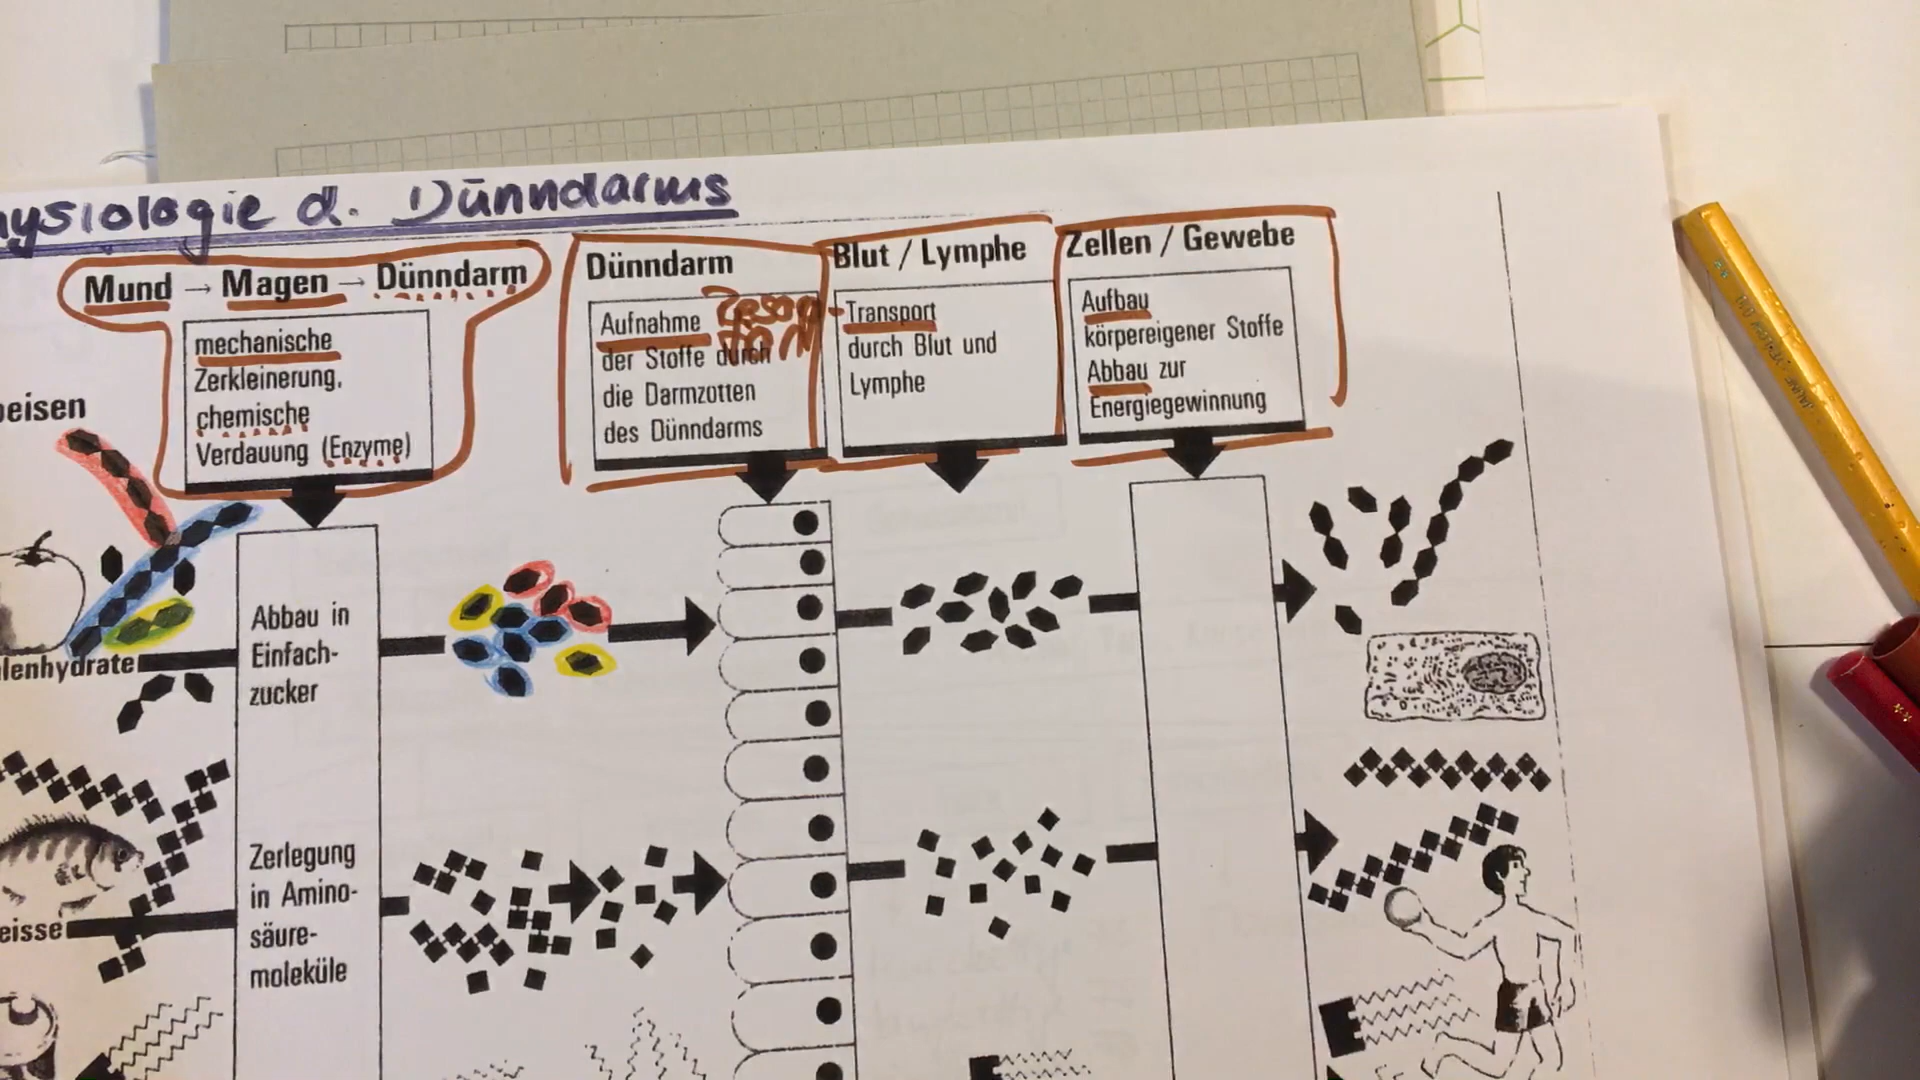 hysiologie d. Dünndarms
Mund → Magen → Dünndarm
mechanische
Zerkleinerung,
chemische
Verdauung (Enzyme)
Dünndarm
Aufnahme
der Stoffe durch
die Darmzotten
des Dünndarms
Blut / Lymphe
Transport
durch Blut und
Lymphe
Zellen / Gewebe
Aufbau
körpereigener Stoffe
Abbau zur
Energiegewinnung
peisen
lenhydrate
Abbau in
Einfach-
zucker
eisse
Zerlegung
in Amino-
säure-
moleküle